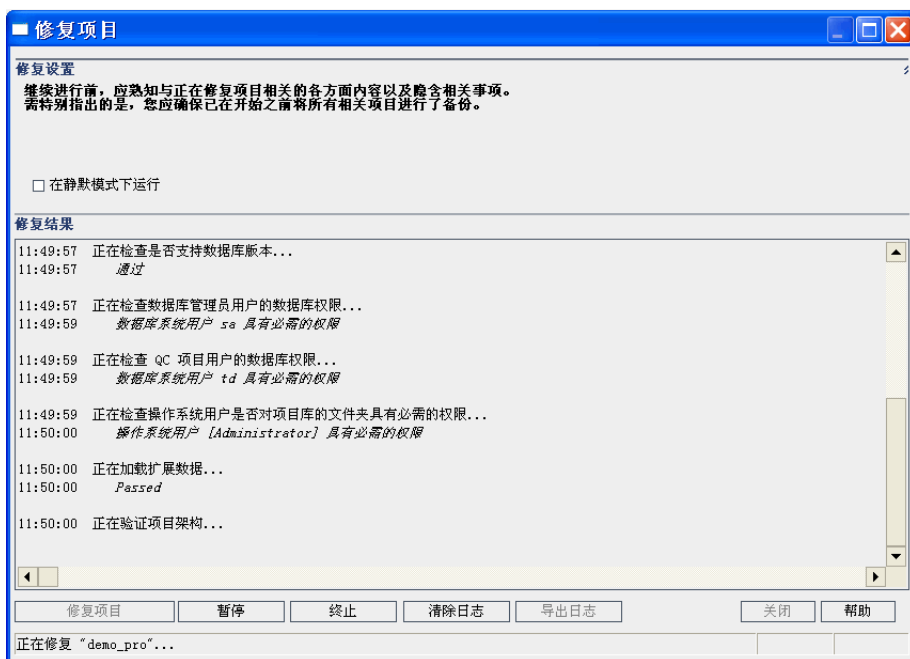 修复项目
修复设置
继续进行前，应熟知与正在修复项目相关的各方面内容以及隐含相关事项。
需特别指出的是，您应确保已在开始之前将所有相关项目进行了备份。
在静默模式下运行
修复结果
11:49:57 正在检查是否支持数据库版本...
11:49:57 通过
11:49:57 正在检查数据库管理员用户的数据库权限...
11:49:59 数据库系统用户 sa 具有必需的权限
11:49:59 正在检查 QC 项目用户的数据库权限...
11:49:59 数据库系统用户 td 具有必需的权限
11:49:59 正在检查操作系统用户是否对项目库的文件夹具有必需的权限...
11:50:00 操作系统用户 [Administrator] 具有必需的权限
11:50:00 正在加载扩展数据...
11:50:00 Passed
11:50:00 正在验证项目架构...
修复项目 暂停 终止 清除日志 导出日志 关闭 帮助
正在修复 "demo_pro"...